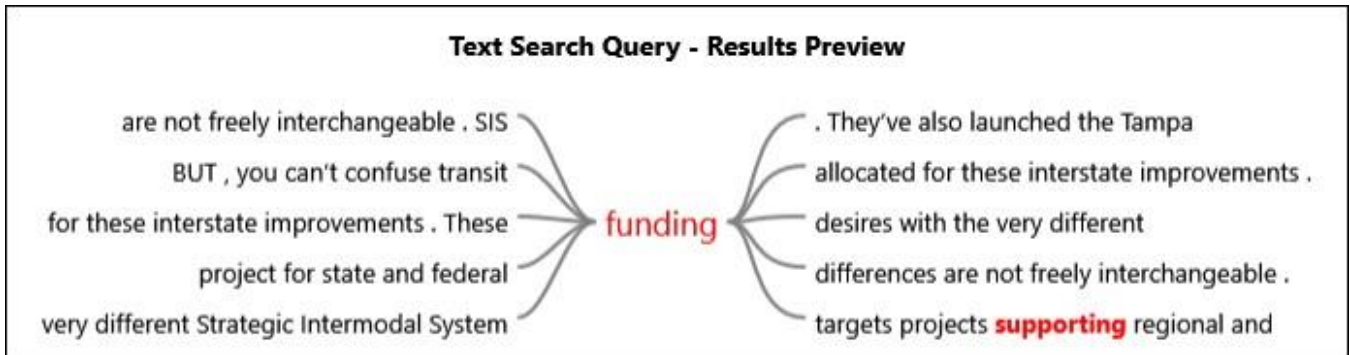 Text Search Query - Results Preview
are not freely interchangeable . SIS
BUT , you can't confuse transit
for these interstate improvements . These
project for state and federal
very different Strategic Intermodal System
funding
. They've also launched the Tampa
allocated for these interstate improvements .
desires with the very different
differences are not freely interchangeable .
targets projects supporting regional and